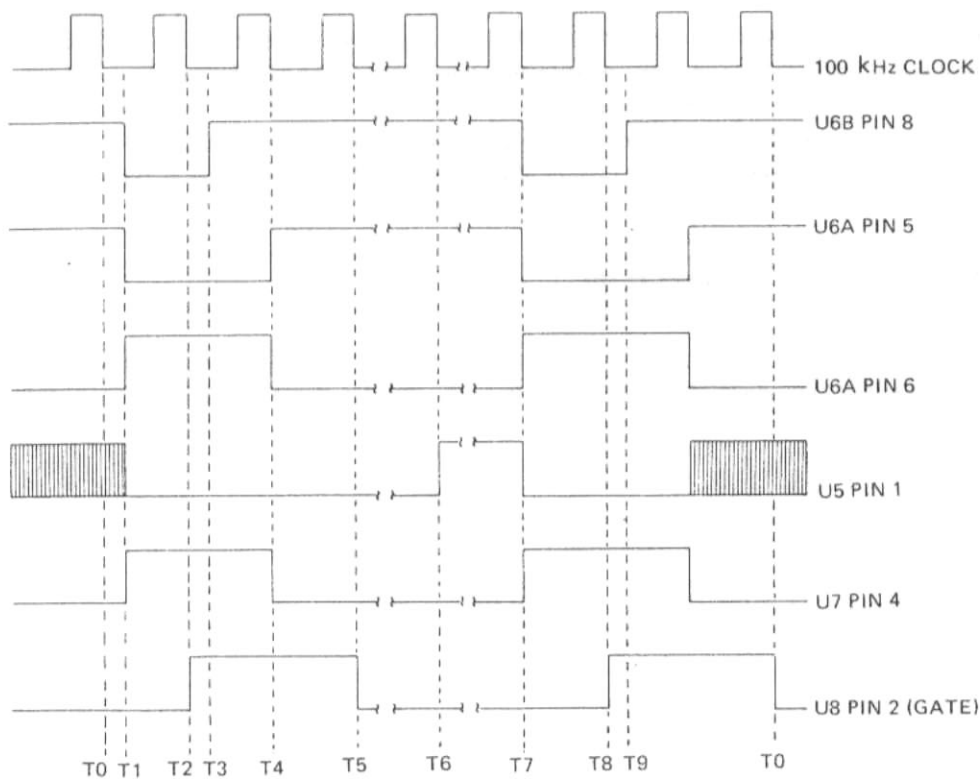 100 kHz CLOCK
U6B PIN 8
U6A PIN 5
U6A PIN 6
U5 PIN 1
U7 PIN 4
U8 PIN 2 (GATE)
T0 T1 T2 T3 T4 T5 T6 T7 T8 T9 T0